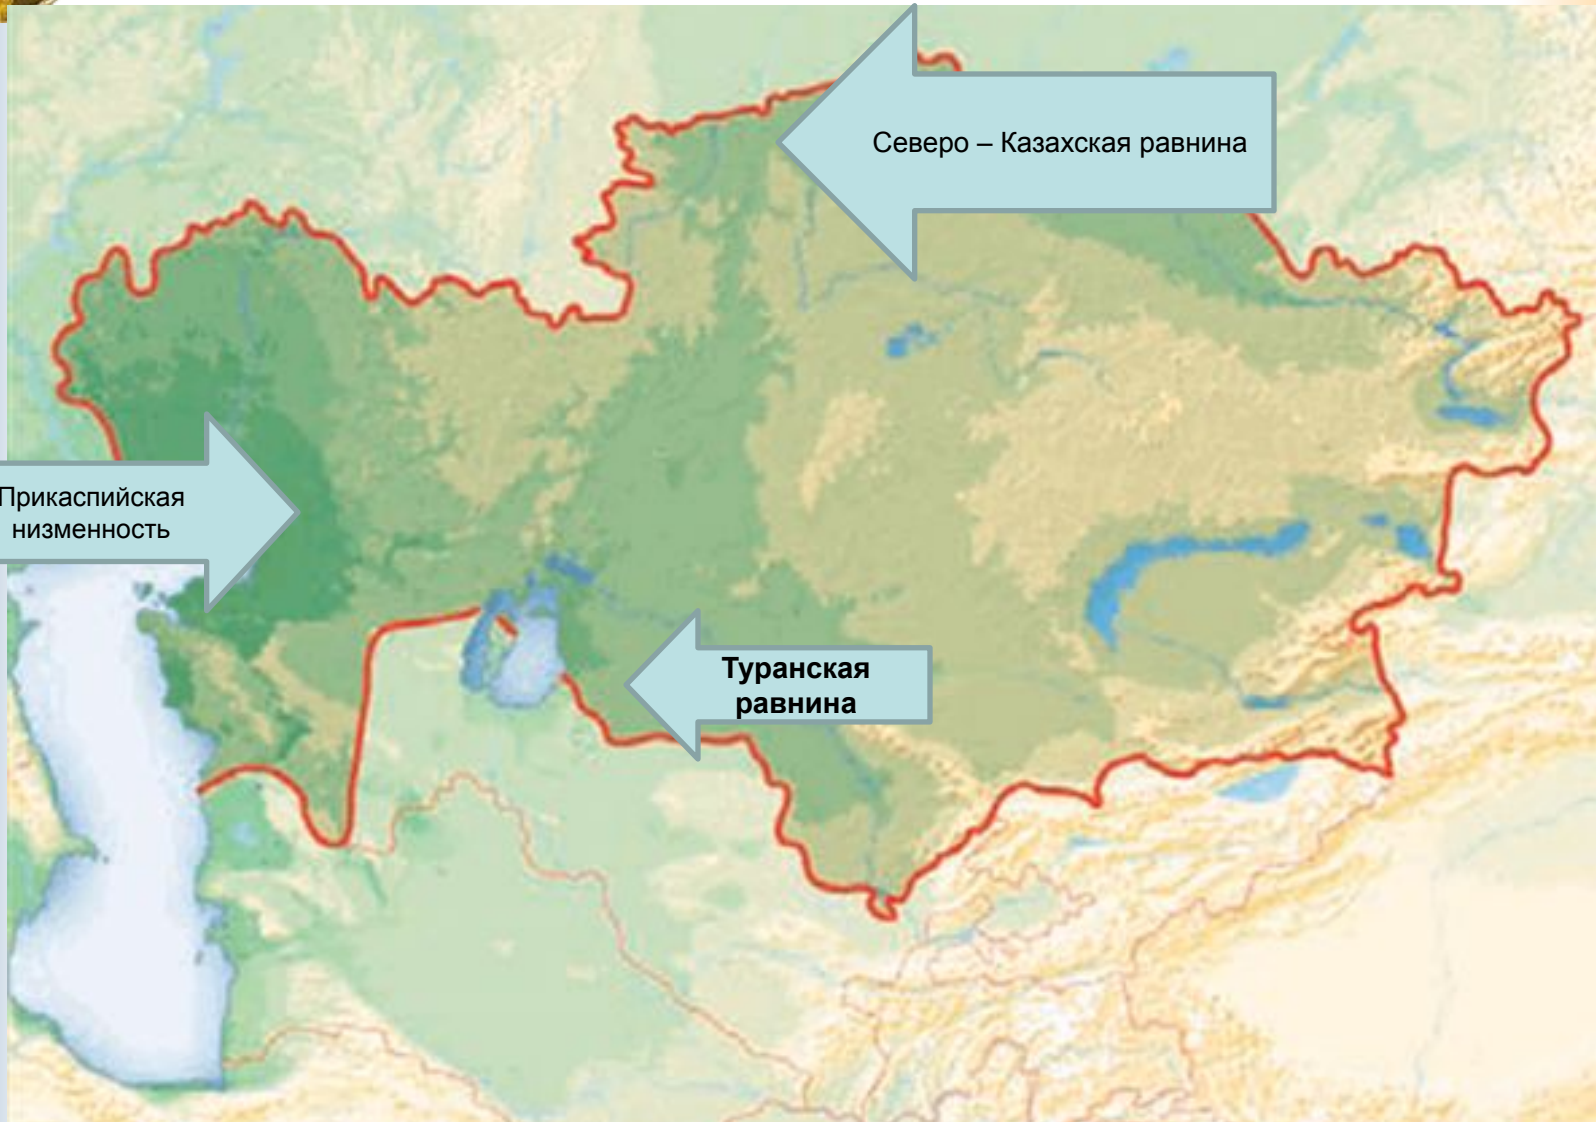 Северо – Казахская равнина
Прикаспийская
низменность
Туранская
равнина